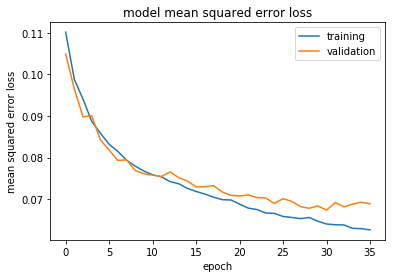 model mean squared error loss
training
validation
mean squared error loss
0.11
0.10
0.09
0.08
0.07
0 5 10 15 20 25 30 35
epoch